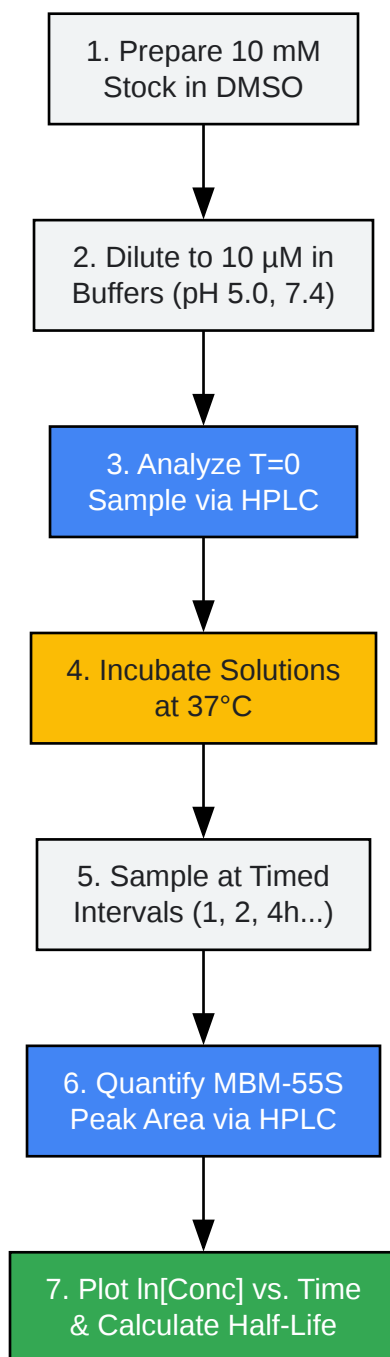 1. Prepare 10 mM
Stock in DMSO
2. Dilute to 10 µM in
Buffers (pH 5.0, 7.4)
3. Analyze T=0
Sample via HPLC
4. Incubate Solutions
at 37°C
5. Sample at Timed
Intervals (1, 2, 4h...)
6. Quantify MBM-55S
Peak Area via HPLC
7. Plot ln[Conc] vs. Time
& Calculate Half-Life